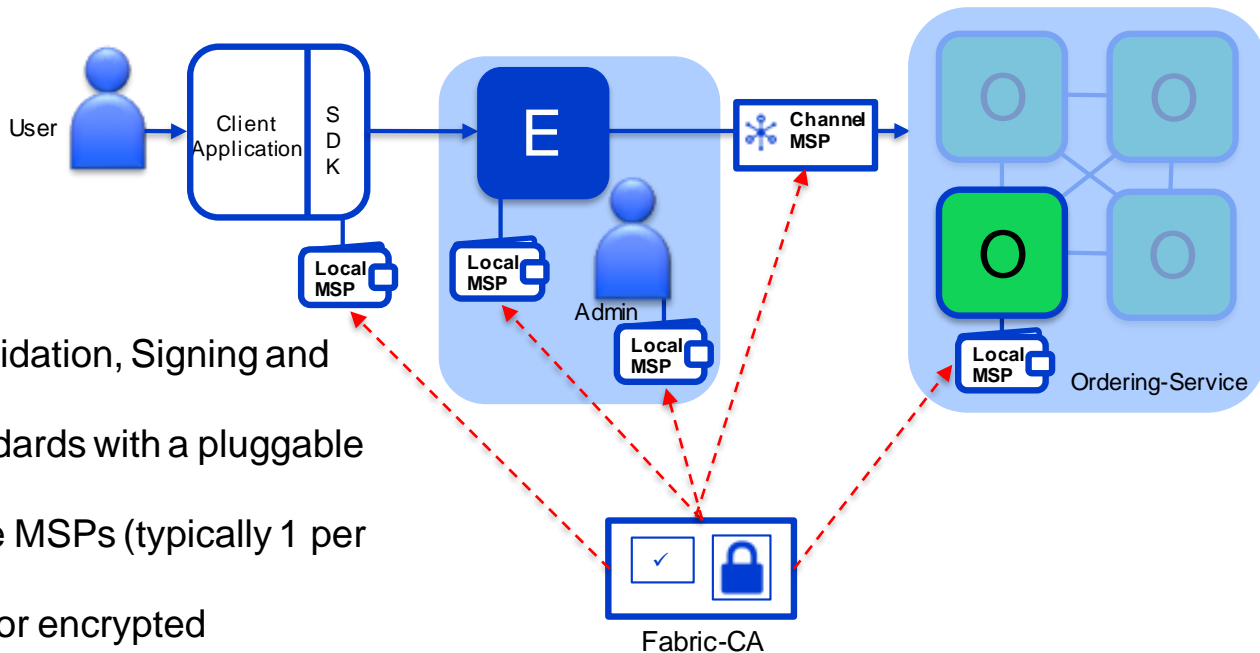 User
Client
Application
S
D
K
E
Channel
MSP
O
O
O
O
Local
MSP
Local
MSP
Admin
Local
MSP
Local
MSP
Ordering-Service
idation, Signing and
dards with a pluggable
e MSPs (typically 1 per
or encrypted
✓
Fabric-CA